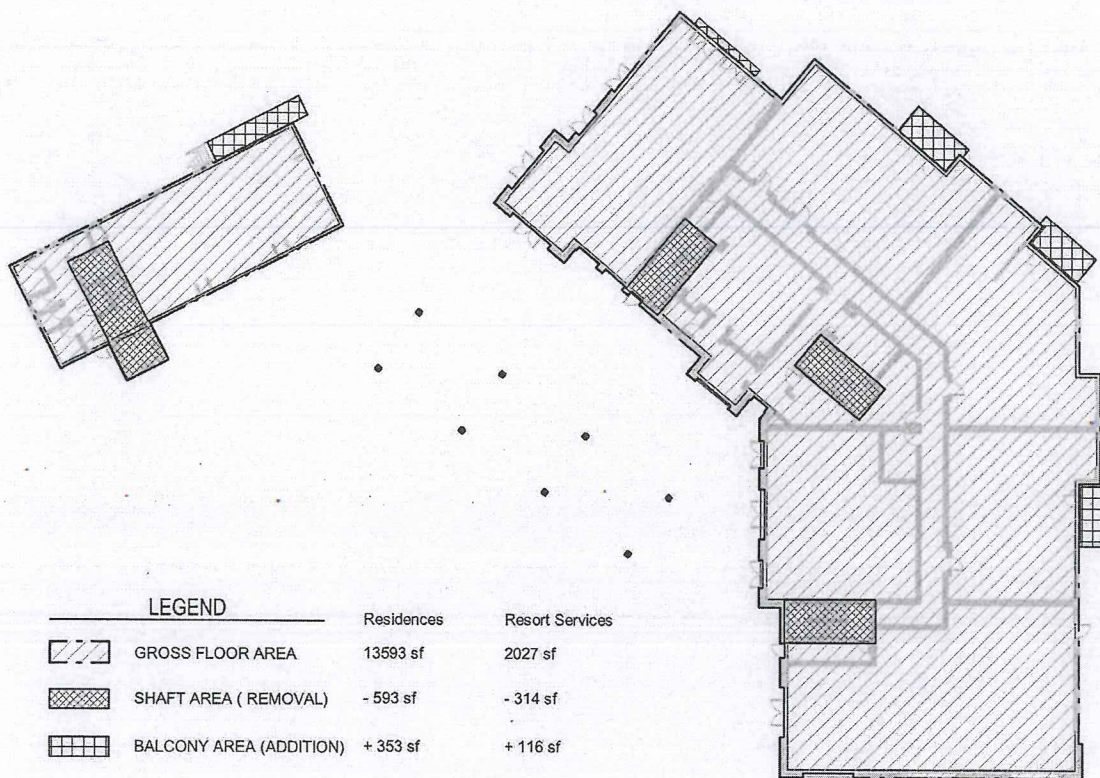 LEGEND
Residences Resort Services
GROSS FLOOR AREA 13593 sf 2027 sf
SHAFT AREA ( REMOVAL) - 593 sf - 314 sf
BALCONY AREA (ADDITION) + 353 sf + 116 sf